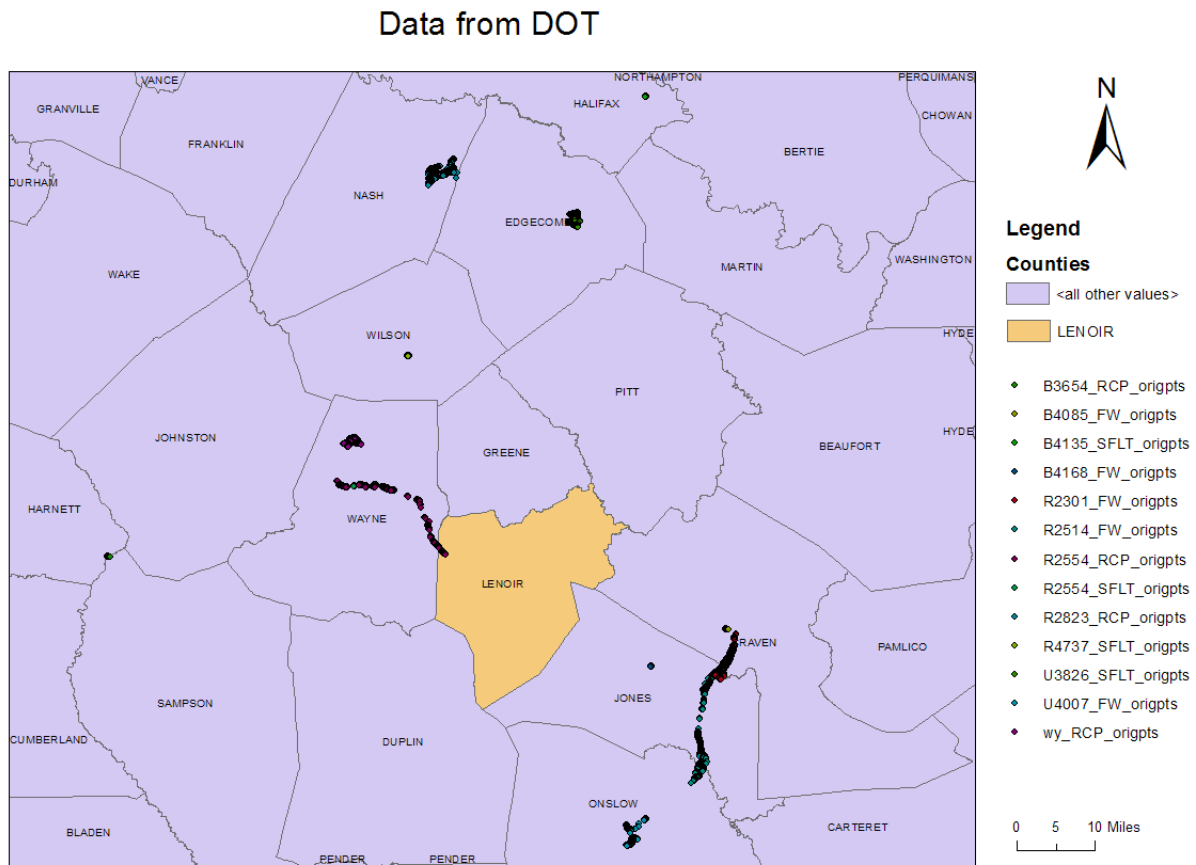 Data from DOT
NORTHAMPTON
PERQUIMANS
VANCE
GRANVILLE
HALIFAX
CHOWAN
FRANKLIN
BERTIE
DURHAM
NASH
EDGECOM
WASHINGTON
MARTIN
WAKE
WILSON
HYDE
PITT
JOHNSTON
BEAUFORT
HYDE
GREENE
HARNETT
WAYNE
LENOIR
RAVEN
PAMLICO
JONES
SAMPSON
CUMBERLAND
DUPLIN
ONSLOW
CARTERET
BLADEN
PENDER
PENDER
N
Legend
Counties
<all other values>
LENOIR
B3654_RCP_origpts
B4085_FW_origpts
B4135_SFLT_origpts
B4168_FW_origpts
R2301_FW_origpts
R2514_FW_origpts
R2554_RCP_origpts
R2554_SFLT_origpts
R2823_RCP_origpts
R4737_SFLT_origpts
U3826_SFLT_origpts
U4007_FW_origpts
wy_RCP_origpts
0 5 10 Miles